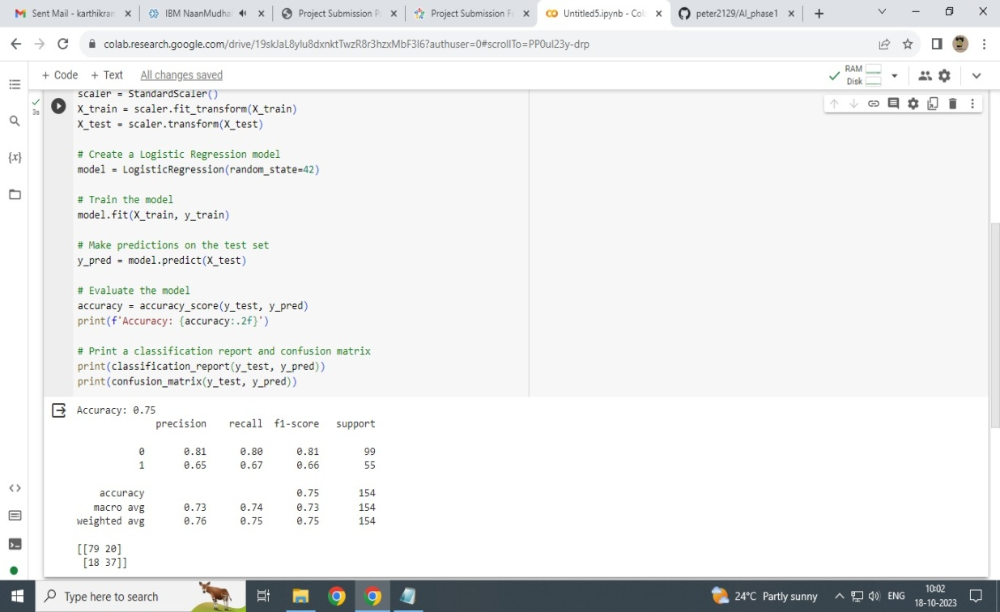 Sent Mail - karthikran
IBM NaanMudha
Project Submission P
Project Submission Fo
Untitled5.ipynb - Col
peter2129/AI_phase1
colab.research.google.com/drive/19skJaL8ylu8dxnktTwzR8r3hzxMbF3I6?authuser=0#scrollTo=PP0ul23y-drp
+ Code + Text All changes saved
RAM
Disk
3s
{x}
scaler = StandardScaler()
X_train = scaler.fit_transform(X_train)
X_test = scaler.transform(X_test)
# Create a Logistic Regression model
model = LogisticRegression(random_state=42)
# Train the model
model.fit(X_train, y_train)
# Make predictions on the test set
y_pred = model.predict(X_test)
# Evaluate the model
accuracy = accuracy_score(y_test, y_pred)
print(f'Accuracy: {accuracy:.2f}')
# Print a classification report and confusion matrix
print(classification_report(y_test, y_pred))
print(confusion_matrix(y_test, y_pred))
Accuracy: 0.75
precision recall f1-score support
0 0.81 0.80 0.81 99
1 0.65 0.67 0.66 55
accuracy 0.75 154
macro avg 0.73 0.74 0.73 154
weighted avg 0.76 0.75 0.75 154
[[79 20]
[18 37]]
Type here to search
24°C Partly sunny
ENG
10:02
18-10-2023